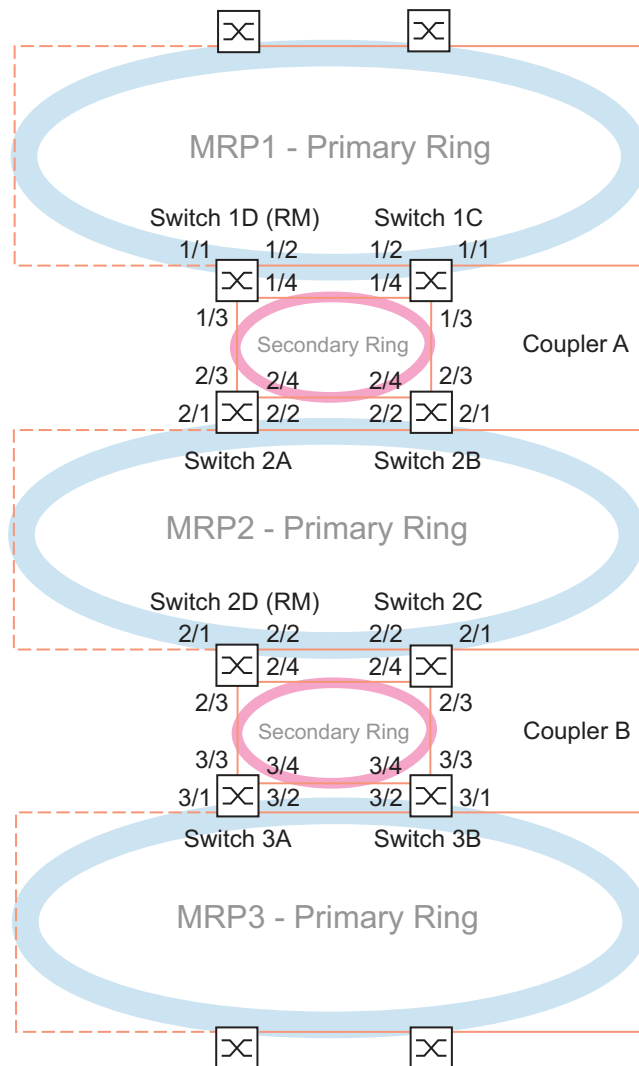 MRP1 - Primary Ring
Switch 1D (RM) Switch 1C
1/1 1/2 1/2 1/1
1/4 1/4
1/3 1/3
Secondary Ring Coupler A
2/3 2/4 2/4 2/3
2/1 2/2 2/2 2/1
Switch 2A Switch 2B
MRP2 - Primary Ring
Switch 2D (RM) Switch 2C
2/1 2/2 2/2 2/1
2/4 2/4
2/3 2/3
Secondary Ring Coupler B
3/3 3/4 3/4 3/3
3/1 3/2 3/2 3/1
Switch 3A Switch 3B
MRP3 - Primary Ring